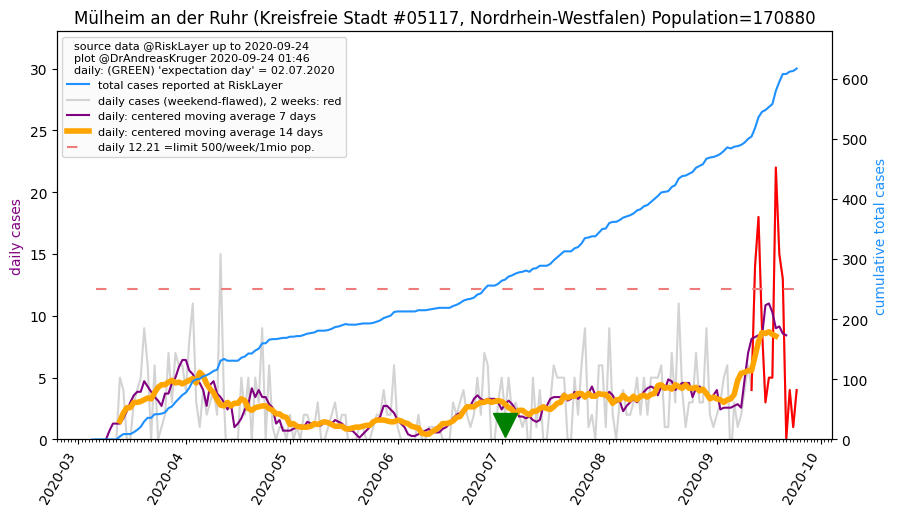 Mülheim an der Ruhr (Kreisfreie Stadt #05117, Nordrhein-Westfalen) Population=170880
source data @RiskLayer up to 2020-09-24
plot @DrAndreasKruger 2020-09-24 01:46
daily: (GREEN) 'expectation day' = 02.07.2020
total cases reported at RiskLayer
daily cases (weekend-flawed), 2 weeks: red
daily: centered moving average 7 days
daily: centered moving average 14 days
daily 12.21 =limit 500/week/1mio pop.
daily cases
30
25
20
15
10
5
0
cumulative total cases
600
500
400
300
200
100
0
2020-03
2020-04
2020-05
2020-06
2020-07
2020-08
2020-09
2020-10